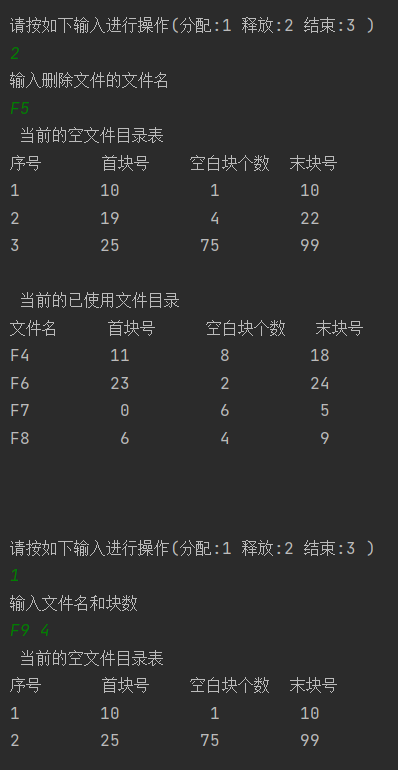 请按如下输入进行操作(分配:1 释放:2 结束:3 )
2
输入删除文件的文件名
F5
当前的空文件目录表
序号 首块号 空白块个数 末块号
1 10 1 10
2 19 4 22
3 25 75 99
当前的已使用文件目录
文件名 首块号 空白块个数 末块号
F4 11 8 18
F6 23 2 24
F7 0 6 5
F8 6 4 9
请按如下输入进行操作(分配:1 释放:2 结束:3 )
1
输入文件名和块数
F9 4
当前的空文件目录表
序号 首块号 空白块个数 末块号
1 10 1 10
2 25 75 99